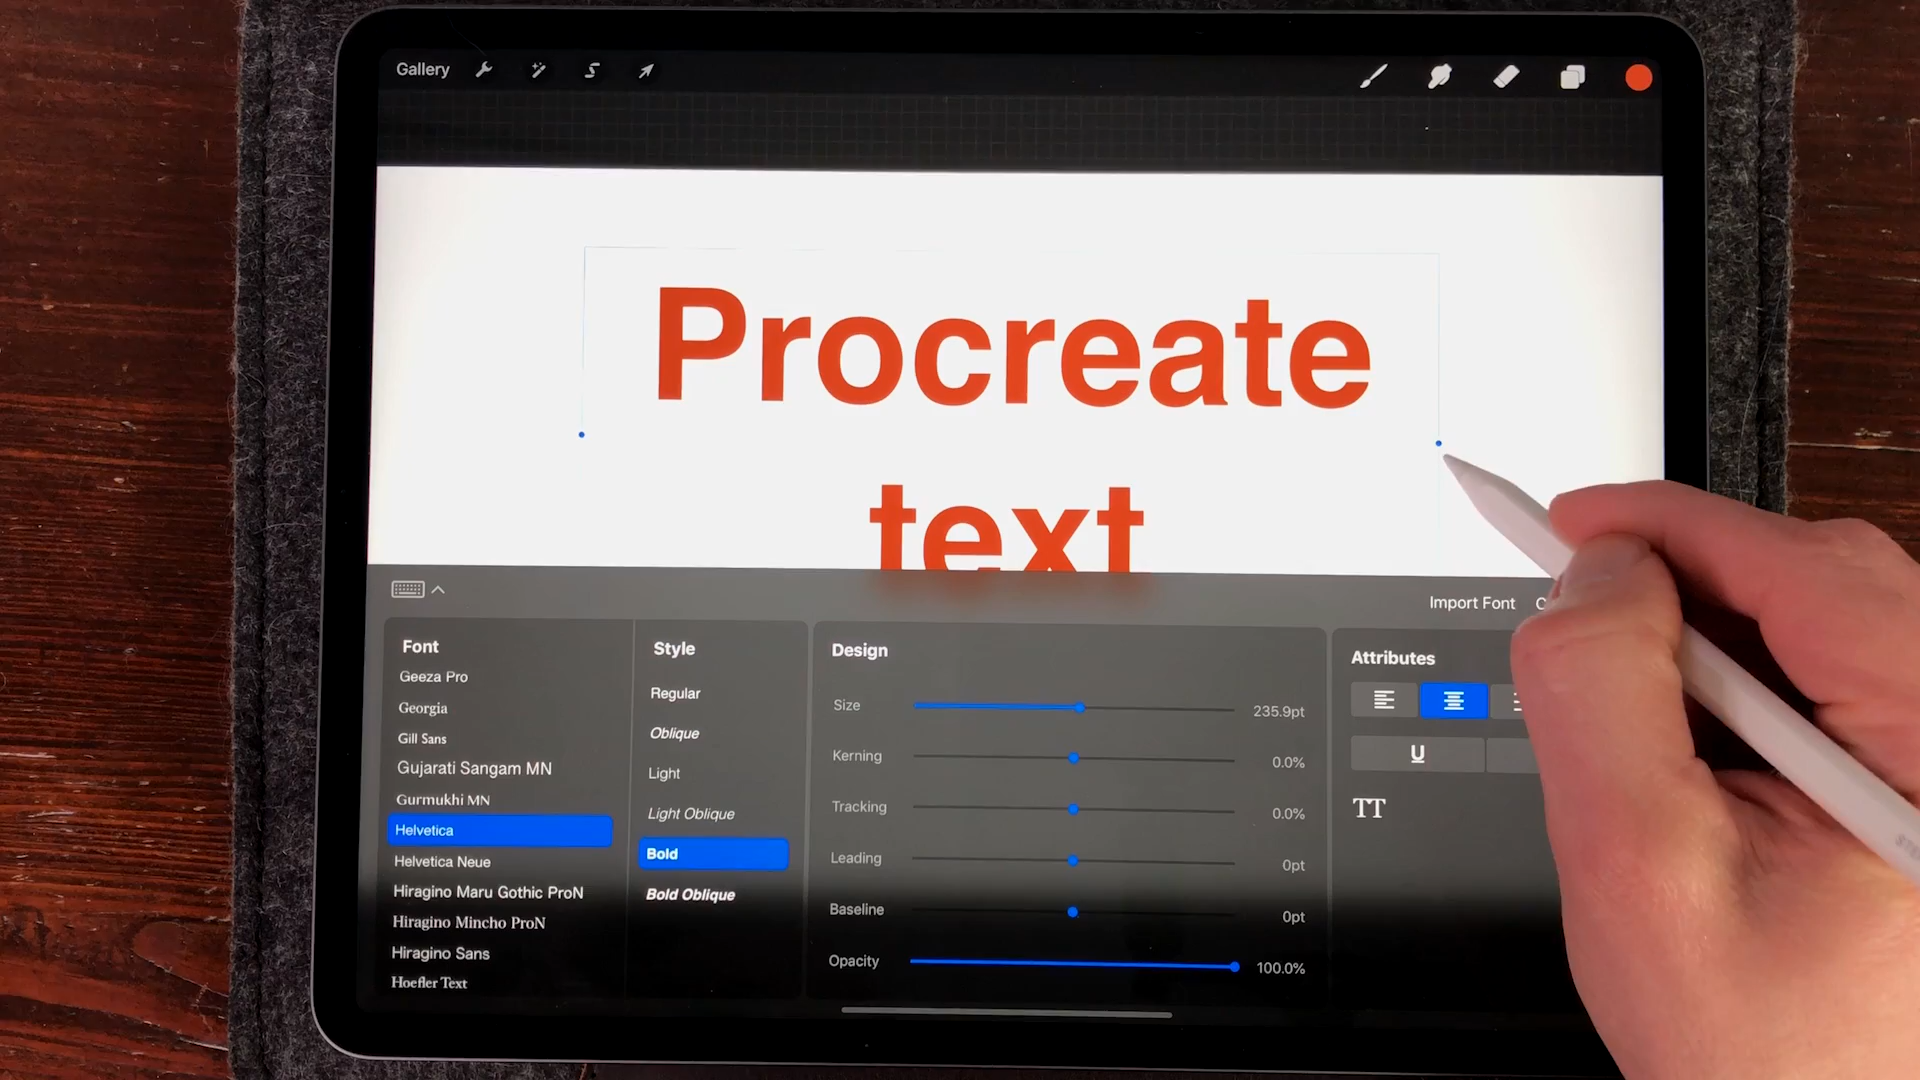 Gallery
Procreate
text
Import Font
Font
Geeza Pro
Georgia
Gill Sans
Gujarati Sangam MN
Gurmukhi MN
Helvetica
Helvetica Neue
Hiragino Maru Gothic ProN
Hiragino Mincho ProN
Hiragino Sans
Hoefler Text
Style
Regular
Oblique
Light
Light Oblique
Bold
Bold Oblique
Design
Size 235.9pt
Kerning 0.0%
Tracking 0.0%
Leading 0pt
Baseline 0pt
Opacity 100.0%
Attributes
U
TT